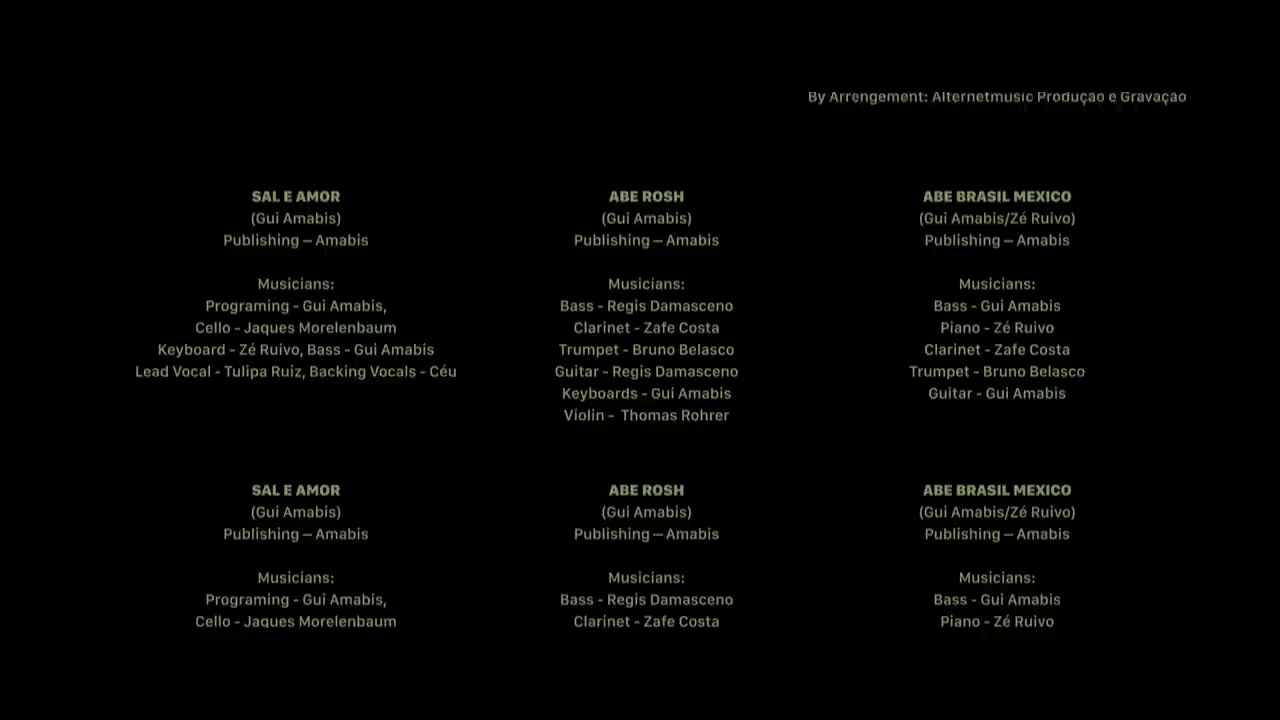 By Arrengement: Alternetmusic Produção e Gravação
SAL E AMOR
(Gui Amabis)
Publishing – Amabis
Musicians:
Programing - Gui Amabis,
Cello - Jaques Morelenbaum
Keyboard - Zé Ruivo, Bass - Gui Amabis
Lead Vocal - Tulipa Ruiz, Backing Vocals - Céu
ABE ROSH
(Gui Amabis)
Publishing – Amabis
Musicians:
Bass - Regis Damasceno
Clarinet - Zafe Costa
Trumpet - Bruno Belasco
Guitar - Regis Damasceno
Keyboards - Gui Amabis
Violin - Thomas Rohrer
ABE BRASIL MEXICO
(Gui Amabis/Zé Ruivo)
Publishing – Amabis
Musicians:
Bass - Gui Amabis
Piano - Zé Ruivo
Clarinet - Zafe Costa
Trumpet - Bruno Belasco
Guitar - Gui Amabis
SAL E AMOR
(Gui Amabis)
Publishing – Amabis
Musicians:
Programing - Gui Amabis,
Cello - Jaques Morelenbaum
ABE ROSH
(Gui Amabis)
Publishing – Amabis
Musicians:
Bass - Regis Damasceno
Clarinet - Zafe Costa
ABE BRASIL MEXICO
(Gui Amabis/Zé Ruivo)
Publishing – Amabis
Musicians:
Bass - Gui Amabis
Piano - Zé Ruivo